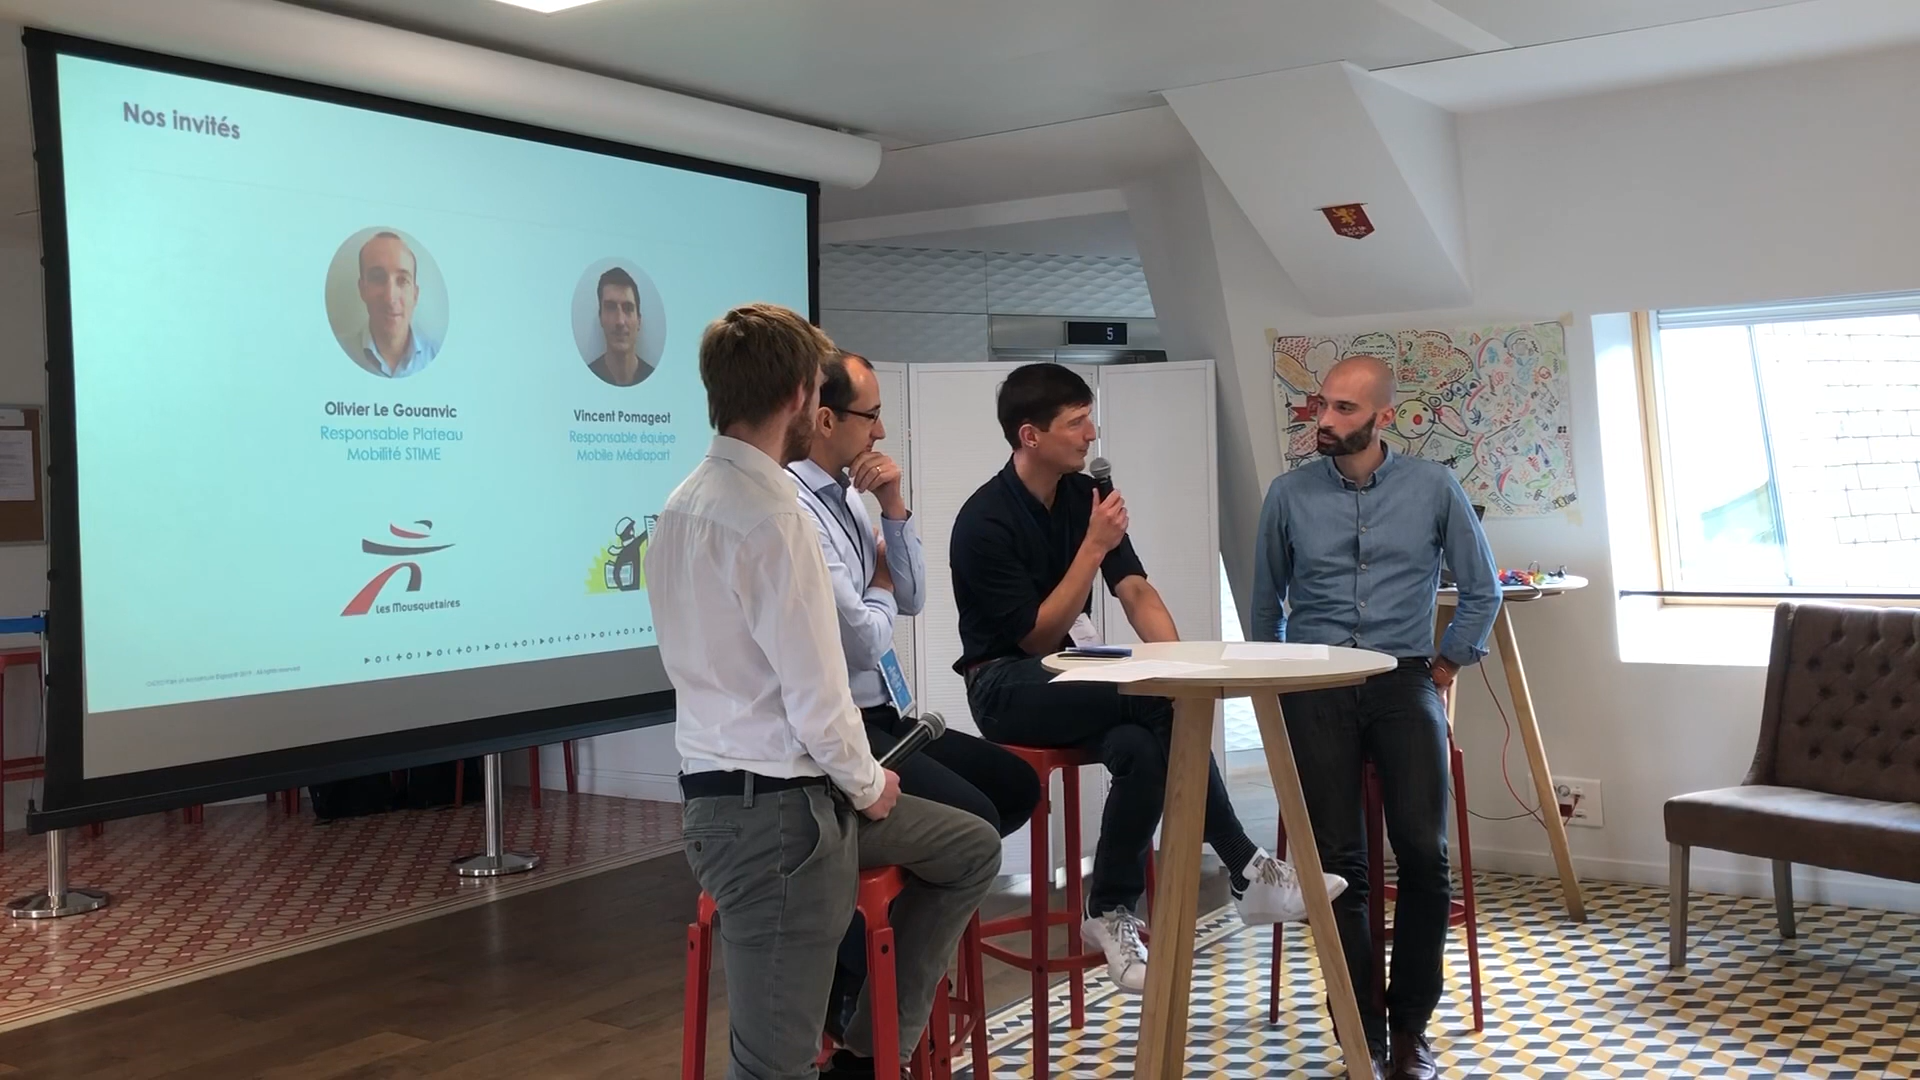 Nos invités
Olivier Le Gouanvic
Responsable Plateau
Mobilité STIME
Vincent Pomageot
Responsable équipe
Mobile Médiapart
Les Mousquetaires
5